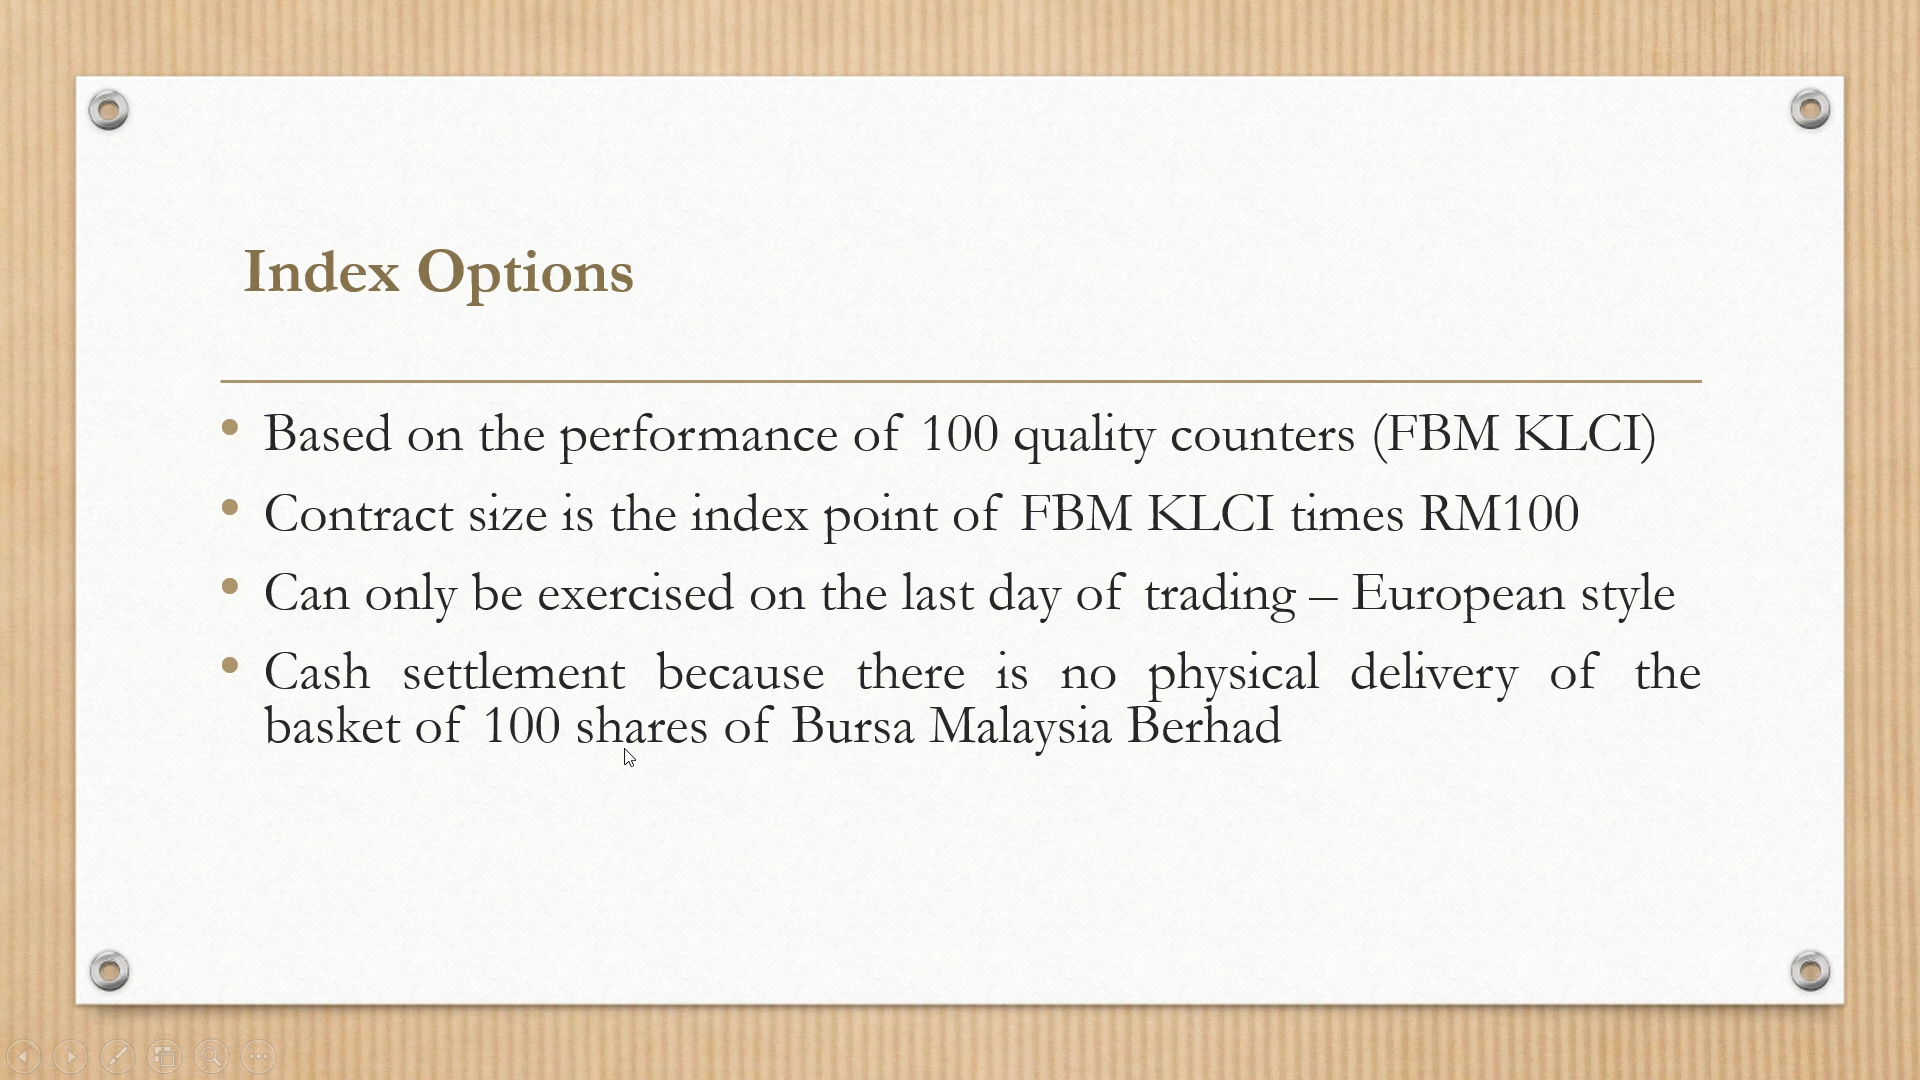 Index Options
• Based on the performance of 100 quality counters (FBM KLCI)
• Contract size is the index point of FBM KLCI times RM100
• Can only be exercised on the last day of trading – European style
• Cash settlement because there is no physical delivery of the
basket of 100 shares of Bursa Malaysia Berhad